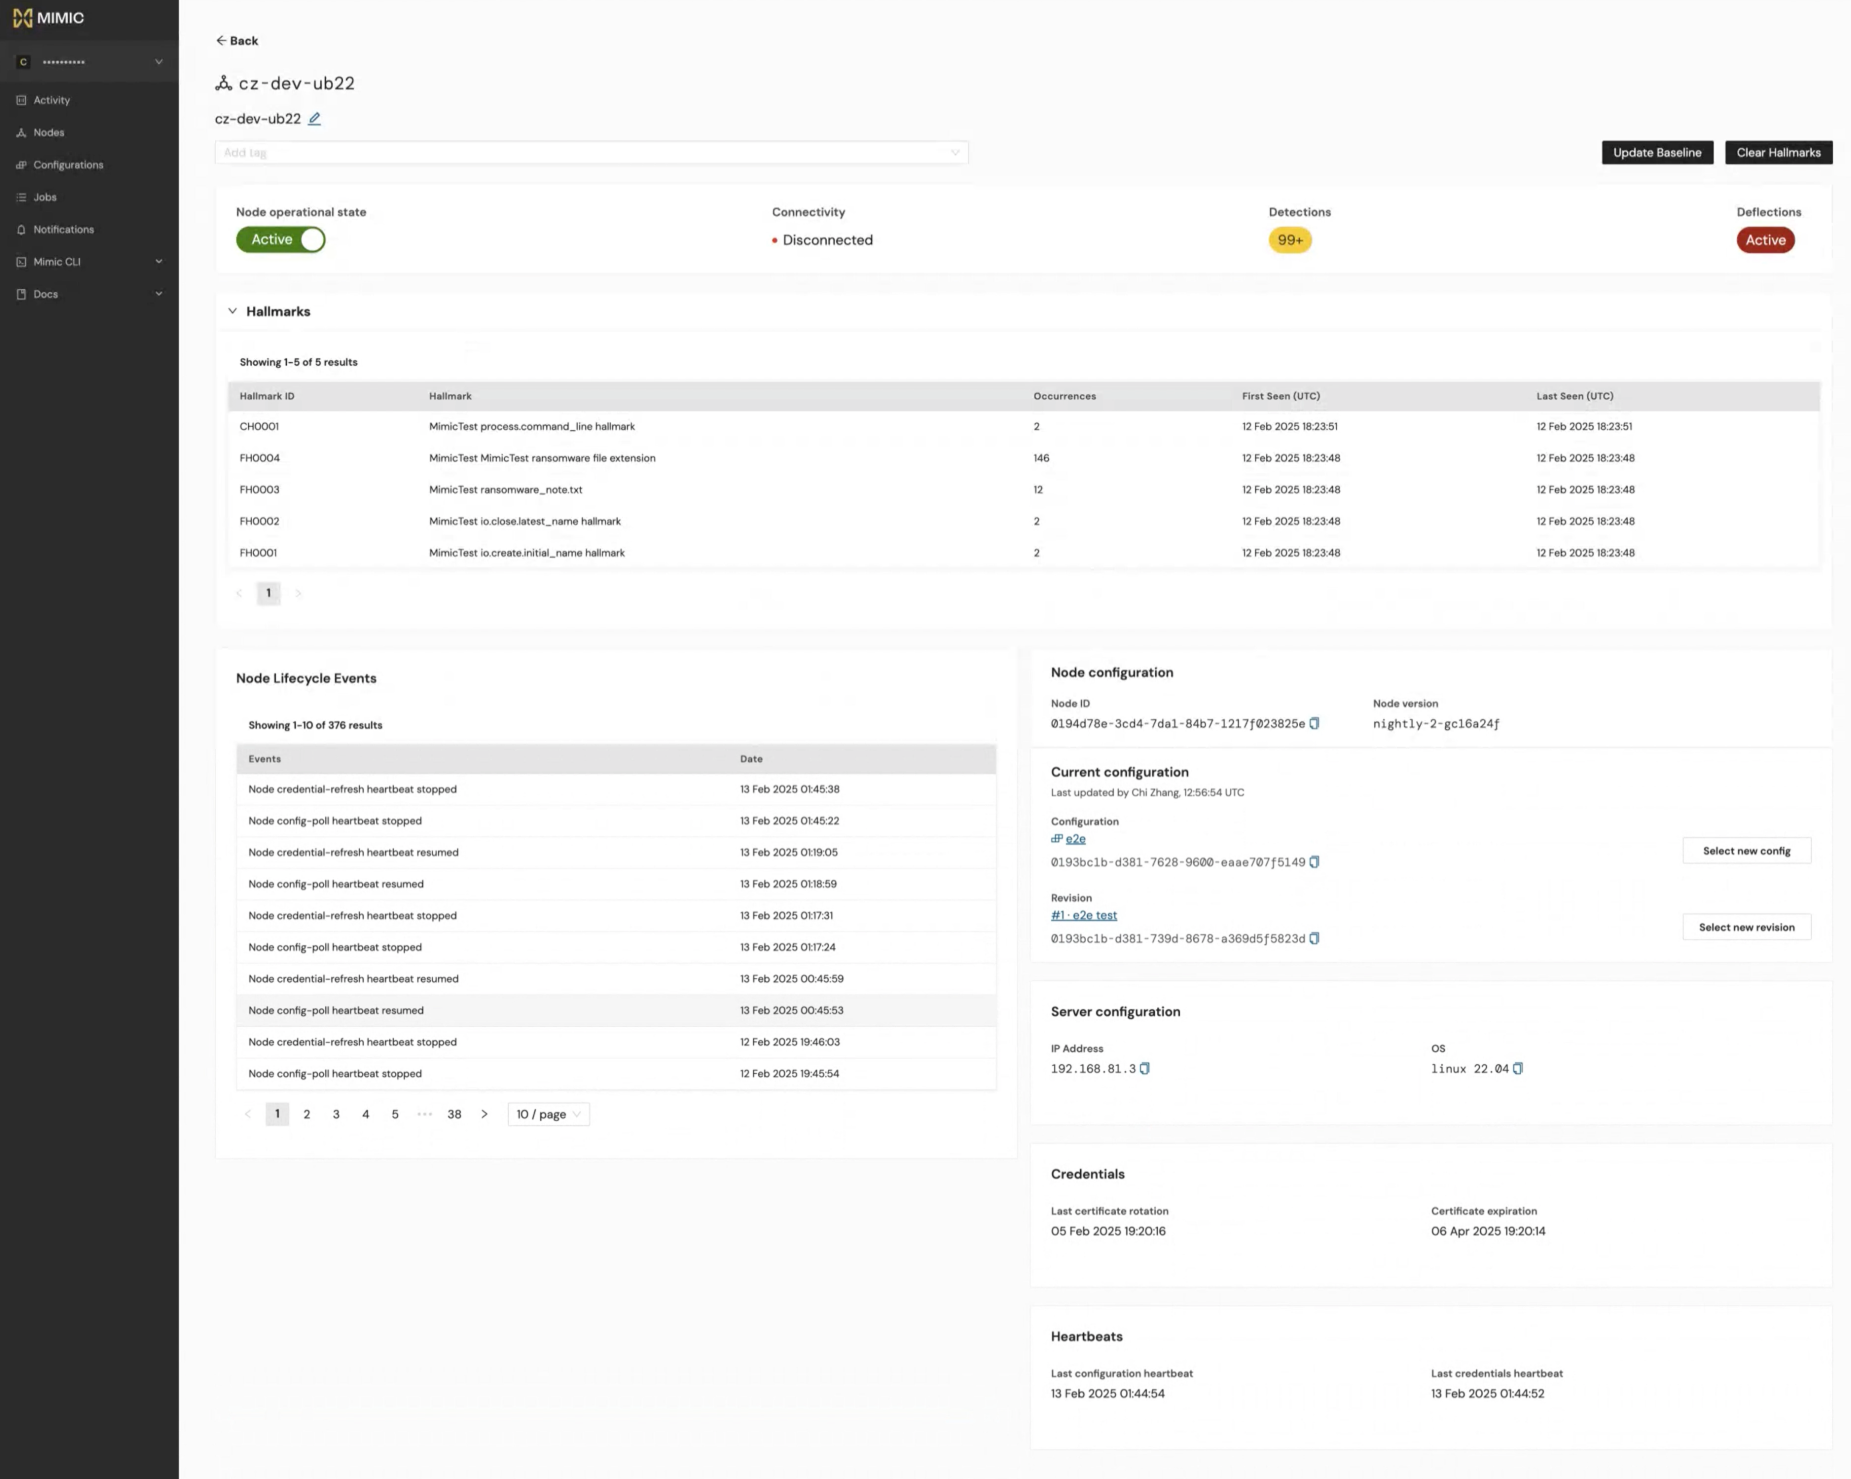 MIMIC
C ••••••••••
Activity
Nodes
Configurations
Jobs
Notifications
Mimic CLI
Docs
Back
cz-dev-ub22
cz-dev-ub22
Add tag
Update Baseline Clear Hallmarks
Node operational state Connectivity Detections Deflections
Active Disconnected 99+ Active
Hallmarks
Showing 1-5 of 5 results
Hallmark ID Hallmark Occurrences First Seen (UTC) Last Seen (UTC)
CH0001 MimicTest process.command_line hallmark 2 12 Feb 2025 18:23:51 12 Feb 2025 18:23:51
FH0004 MimicTest MimicTest ransomware file extension 146 12 Feb 2025 18:23:48 12 Feb 2025 18:23:48
FH0003 MimicTest ransomware_note.txt 12 12 Feb 2025 18:23:48 12 Feb 2025 18:23:48
FH0002 MimicTest io.close.latest_name hallmark 2 12 Feb 2025 18:23:48 12 Feb 2025 18:23:48
FH0001 MimicTest io.create.initial_name hallmark 2 12 Feb 2025 18:23:48 12 Feb 2025 18:23:48
1
Node Lifecycle Events
Showing 1-10 of 376 results
Events Date
Node credential-refresh heartbeat stopped 13 Feb 2025 01:45:38
Node config-poll heartbeat stopped 13 Feb 2025 01:45:22
Node credential-refresh heartbeat resumed 13 Feb 2025 01:19:05
Node config-poll heartbeat resumed 13 Feb 2025 01:18:59
Node credential-refresh heartbeat stopped 13 Feb 2025 01:17:31
Node config-poll heartbeat stopped 13 Feb 2025 01:17:24
Node credential-refresh heartbeat resumed 13 Feb 2025 00:45:59
Node config-poll heartbeat resumed 13 Feb 2025 00:45:53
Node credential-refresh heartbeat stopped 12 Feb 2025 19:46:03
Node config-poll heartbeat stopped 12 Feb 2025 19:45:54
1 2 3 4 5 ••• 38 10 / page
Node configuration
Node ID Node version
0194d78e-3cd4-7da1-84b7-1217f023825e nightly-2-gc16a24f
Current configuration
Last updated by Chi Zhang, 12:56:54 UTC
Configuration
e2e
0193bc1b-d381-7628-9600-eaae707f5149
Select new config
Revision
#1 · e2e test
0193bc1b-d381-739d-8678-a369d5f5823d
Select new revision
Server configuration
IP Address OS
192.168.81.3 linux 22.04
Credentials
Last certificate rotation Certificate expiration
05 Feb 2025 19:20:16 06 Apr 2025 19:20:14
Heartbeats
Last configuration heartbeat Last credentials heartbeat
13 Feb 2025 01:44:54 13 Feb 2025 01:44:52